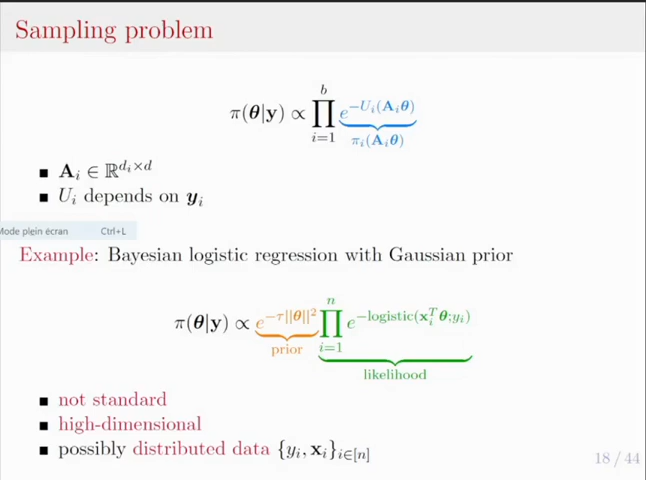 Sampling problem
π(θ|y) ∝ ∏_{i=1}^{b} e^{-U_i(A_iθ)}
π_i(A_iθ)
■ A_i ∈ ℝ^{d_i×d}
■ U_i depends on y_i
Mode plein écran Ctrl+L
Example: Bayesian logistic regression with Gaussian prior
π(θ|y) ∝ e^{-τ||θ||^2} ∏_{i=1}^{n} e^{-logistic(x_i^T θ;y_i)}
prior
likelihood
■ not standard
■ high-dimensional
■ possibly distributed data {y_i, x_i}_{i∈[n]}
18 / 44